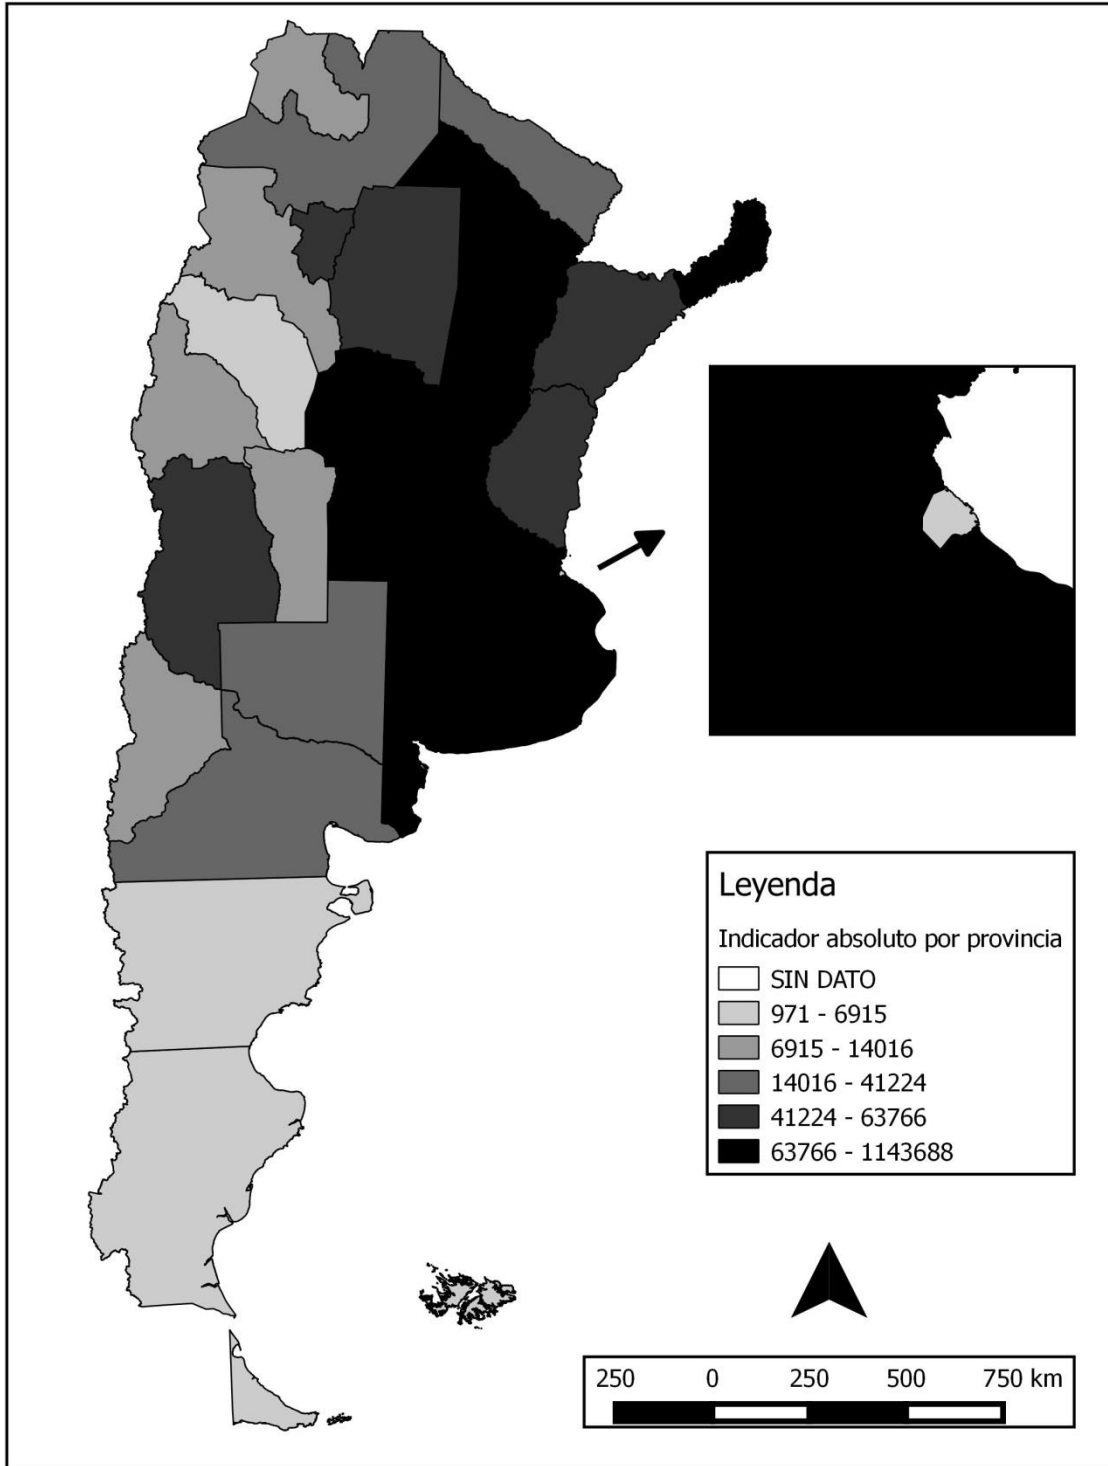 Leyenda
Indicador absoluto por provincia
SIN DATO
971 - 6915
6915 - 14016
14016 - 41224
41224 - 63766
63766 - 1143688
250 0 250 500 750 km